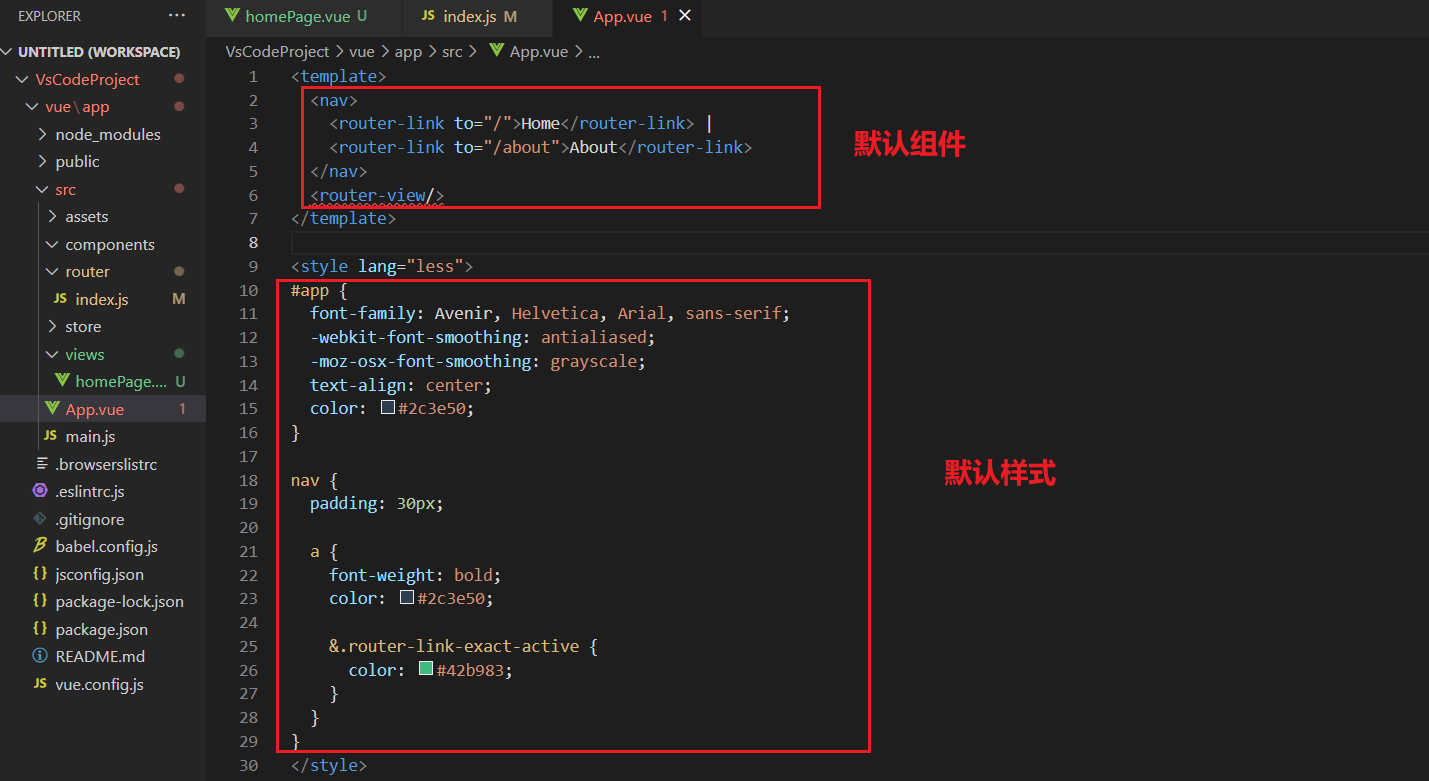 EXPLORER ...
UNTITLED (WORKSPACE)
VsCodeProject
vue\app
node_modules
public
src
assets
components
router
JS index.js M
store
views
homePage.... U
App.vue 1
JS main.js
.browserslistrc
.eslintrc.js
.gitignore
babel.config.js
{} jsconfig.json
{} package-lock.json
{} package.json
README.md
JS vue.config.js
homePage.vue U JS index.js M App.vue 1
VsCodeProject > vue > app > src > App.vue > ...
1 <template>
2 <nav>
3 <router-link to="/">Home</router-link> |
4 <router-link to="/about">About</router-link>
5 </nav>
6 <router-view/>
7 </template>
8
9 <style lang="less">
10 #app {
11 font-family: Avenir, Helvetica, Arial, sans-serif;
12 -webkit-font-smoothing: antialiased;
13 -moz-osx-font-smoothing: grayscale;
14 text-align: center;
15 color: #2c3e50;
16 }
17
18 nav {
19 padding: 30px;
20
21 a {
22 font-weight: bold;
23 color: #2c3e50;
24
25 &.router-link-exact-active {
26 color: #42b983;
27 }
28 }
29 }
30 </style>
默认组件
默认样式